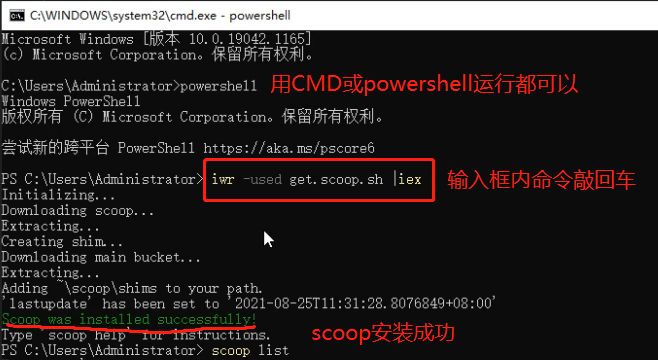 C:\WINDOWS\system32\cmd.exe - powershell
Microsoft Windows [版本 10.0.19042.1165]
(c) Microsoft Corporation。保留所有权利。
C:\Users\Administrator>powershell 用CMD或powershell运行都可以
Windows PowerShell
版权所有 (C) Microsoft Corporation。保留所有权利。
尝试新的跨平台 PowerShell https://aka.ms/pscore6
PS C:\Users\Administrator> iwr -used get.scoop.sh |iex 输入框内命令敲回车
Initializing...
Downloading scoop...
Extracting...
Creating shim...
Downloading main bucket...
Extracting...
Adding ~\scoop\shims to your path.
'lastupdate' has been set to '2021-08-25T11:31:28.8076849+08:00'
Scoop was installed successfully!
scoop安装成功
Type 'scoop help' for instructions.
PS C:\Users\Administrator> scoop list